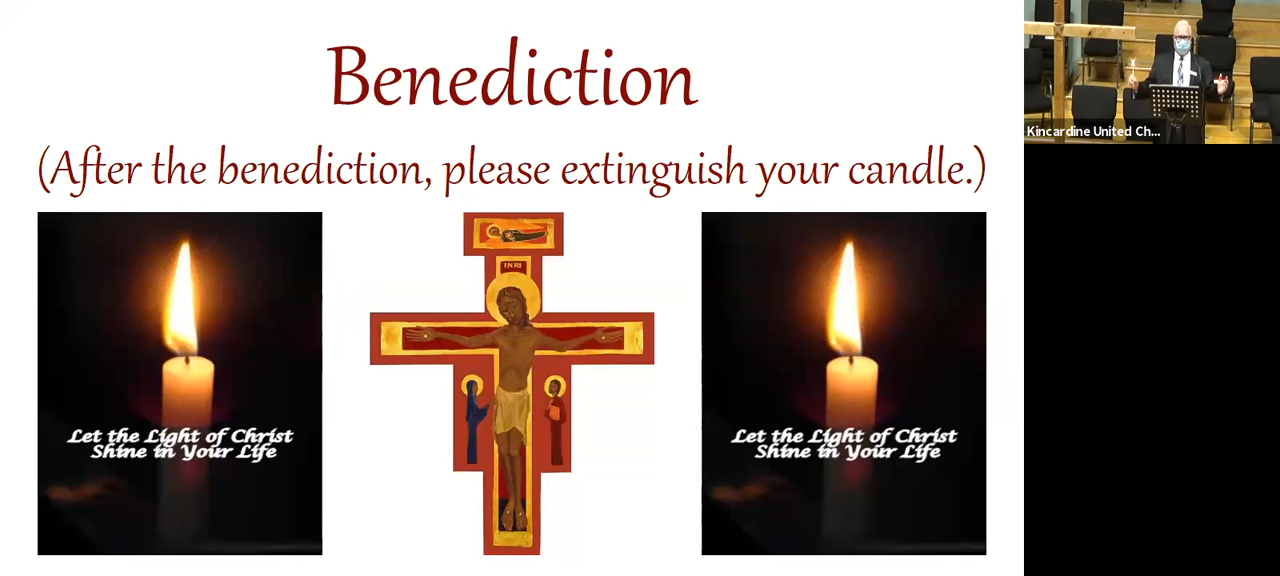 Benediction
(After the benediction, please extinguish your candle.)
INRI
Let the Light of Christ
Shine in Your Life
Let the Light of Christ
Shine in Your Life
Kincardine United Ch...